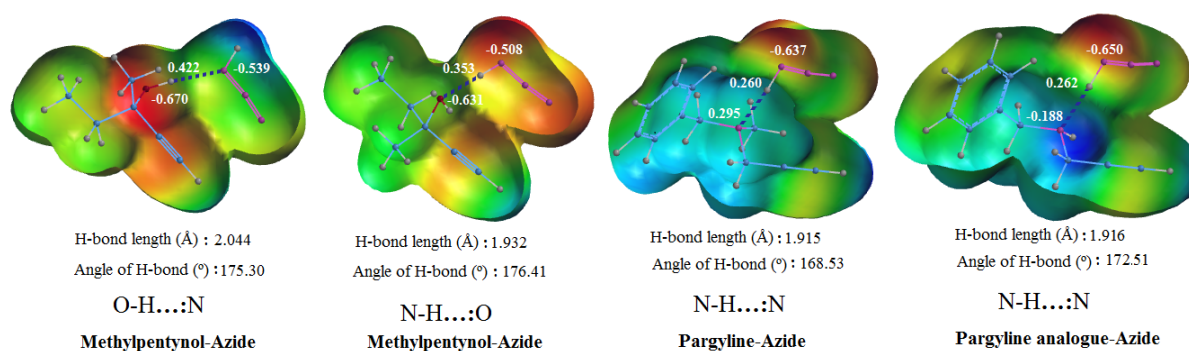 0.422
-0.539
-0.670
H-bond length (Å) : 2.044
Angle of H-bond (º) : 175.30
O-H...:N
Methylpentynol-Azide
-0.508
0.353
-0.631
H-bond length (Å) : 1.932
Angle of H-bond (º) : 176.41
N-H...:O
Methylpentynol-Azide
-0.637
0.260
0.295
H-bond length (Å) : 1.915
Angle of H-bond (º) : 168.53
N-H...:N
Pargyline-Azide
-0.650
0.262
-0.188
H-bond length (Å) : 1.916
Angle of H-bond (º) : 172.51
N-H...:N
Pargyline analogue-Azide